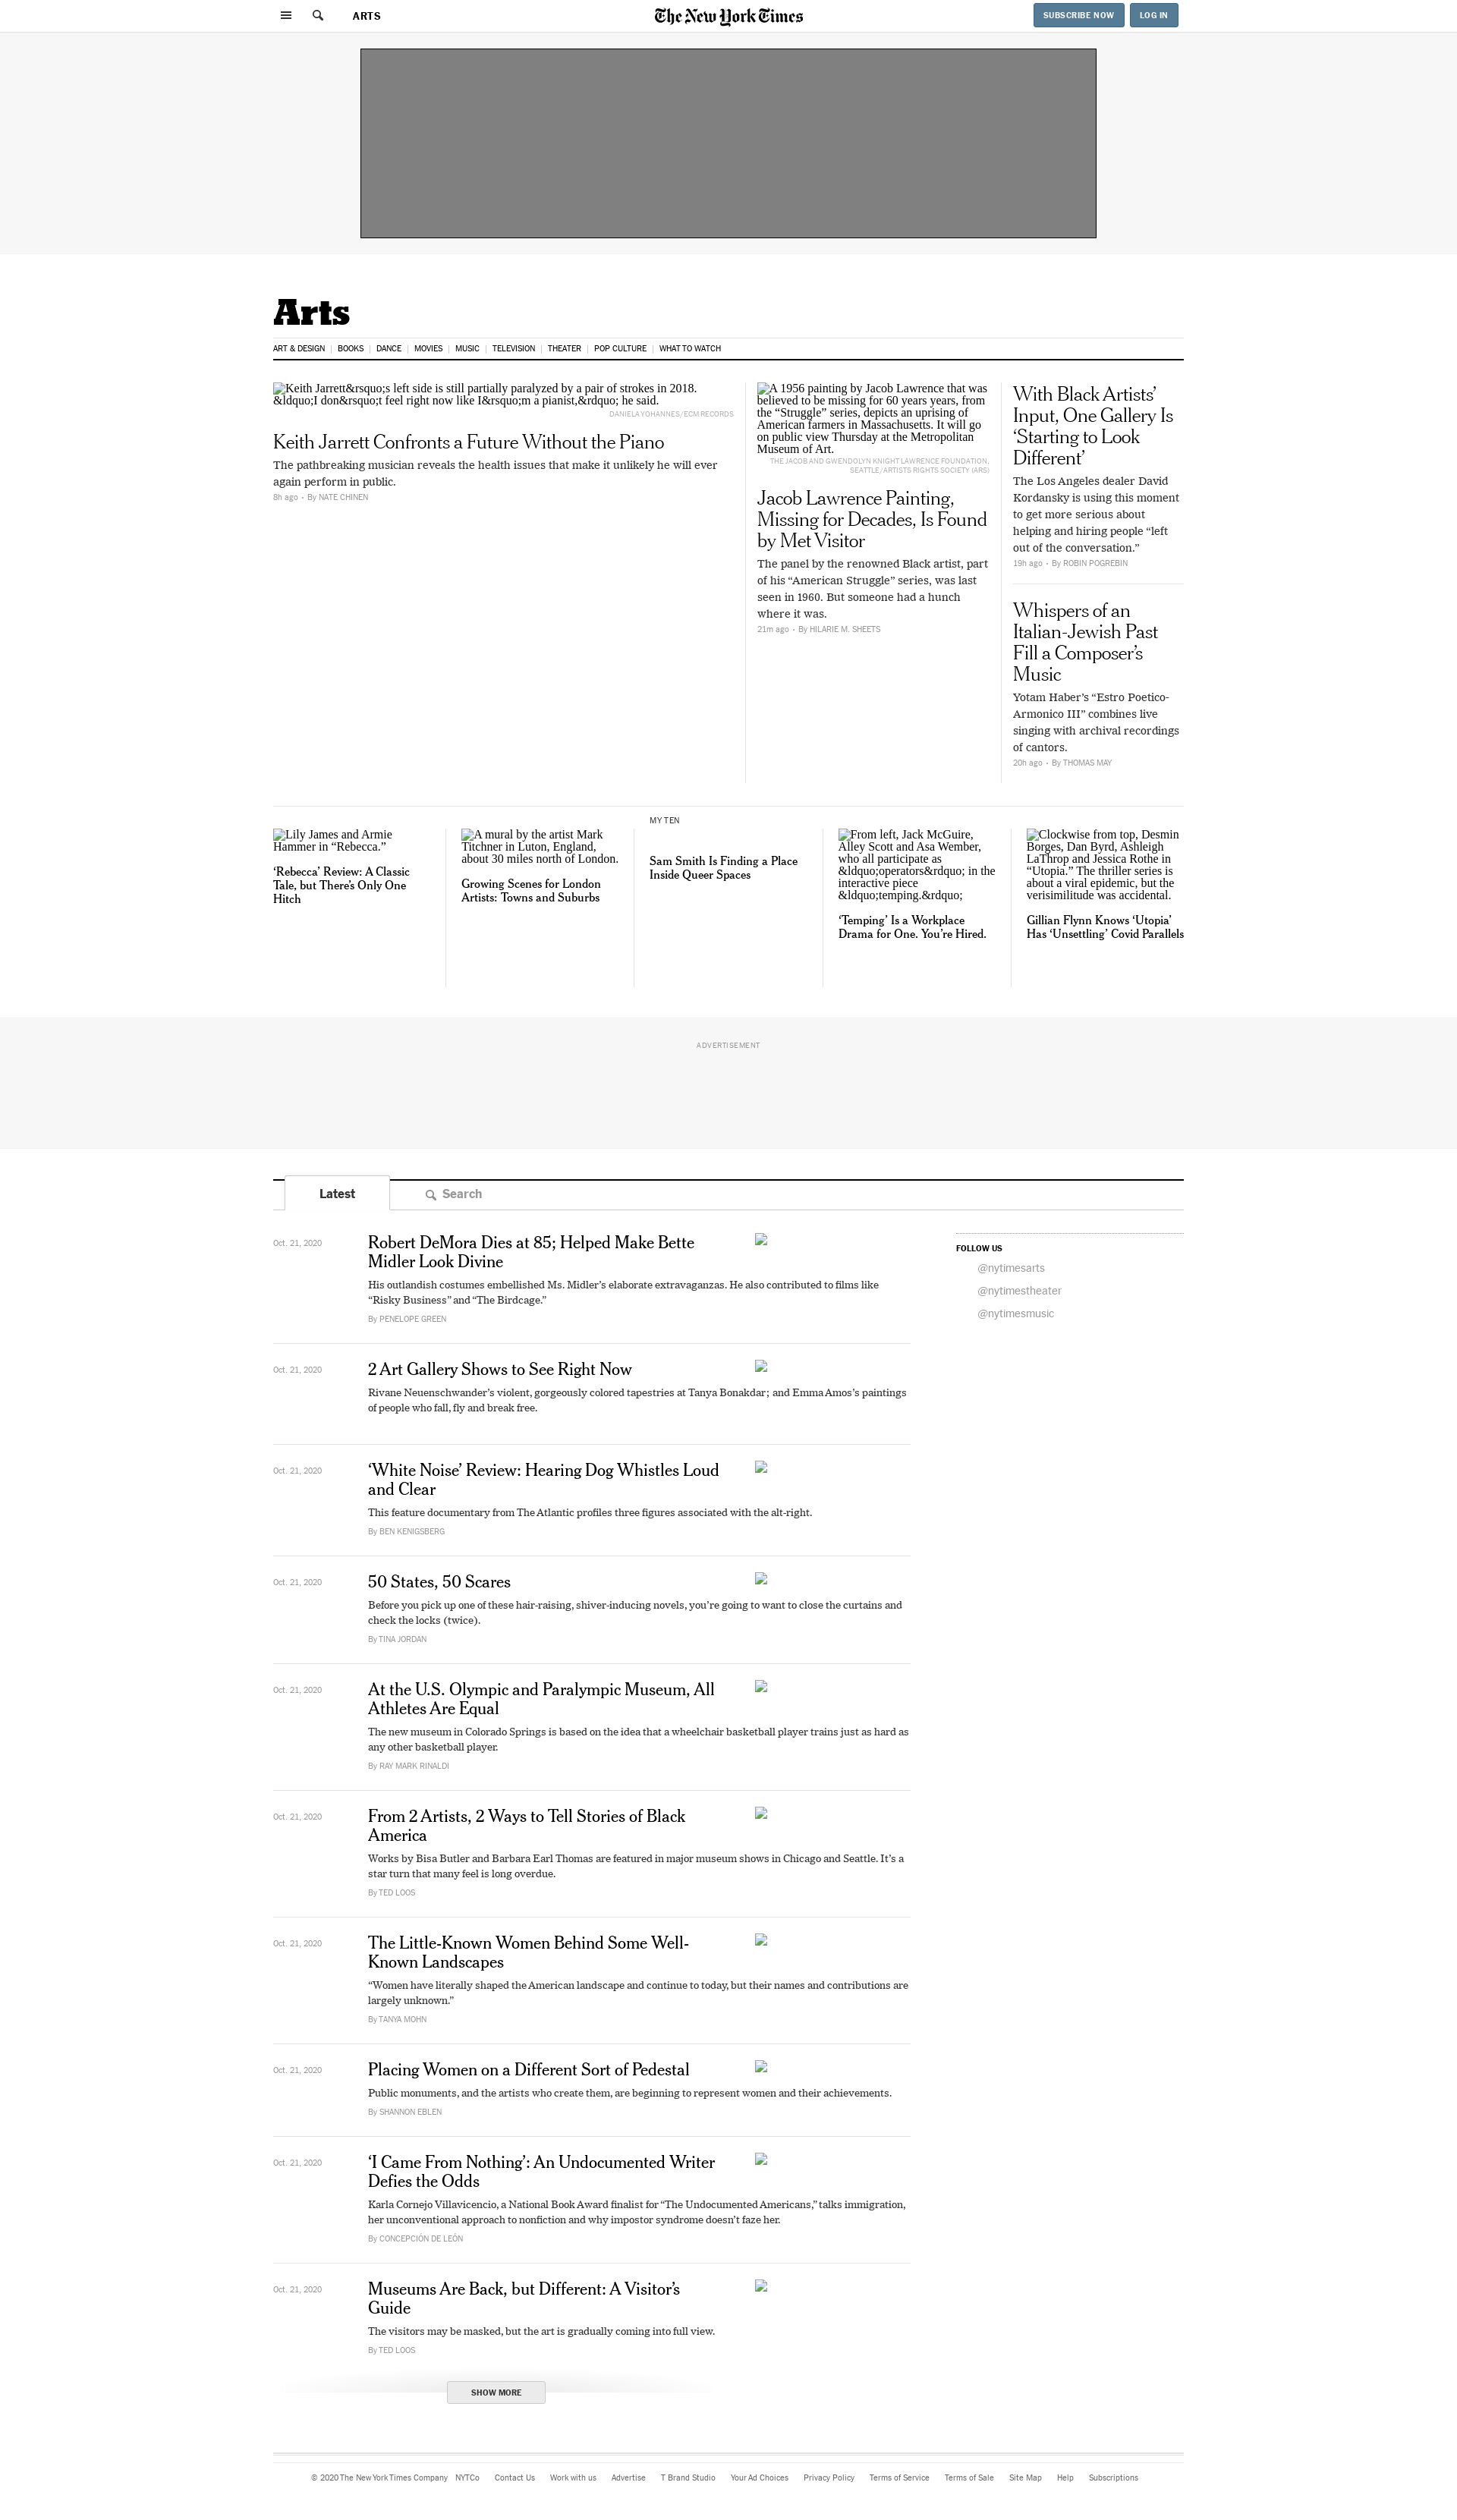 ARTS
The New York Times
SUBSCRIBE NOW
LOG IN
Arts
ART & DESIGN
BOOKS
DANCE
MOVIES
MUSIC
TELEVISION
THEATER
POP CULTURE
WHAT TO WATCH
Keith Jarrett&rsquo;s left side is still partially paralyzed by a pair of strokes in 2018.
&ldquo;I don&rsquo;t feel right now like I&rsquo;m a pianist,&rdquo; he said.
DANIELA YOHANNES/ECM RECORDS
Keith Jarrett Confronts a Future Without the Piano
The pathbreaking musician reveals the health issues that make it unlikely he will ever
again perform in public.
8h ago • By NATE CHINEN
A 1956 painting by Jacob Lawrence that was
believed to be missing for 60 years years, from
the “Struggle” series, depicts an uprising of
American farmers in Massachusetts. It will go
on public view Thursday at the Metropolitan
Museum of Art.
THE JACOB AND GWENDOLYN KNIGHT LAWRENCE FOUNDATION,
SEATTLE/ARTISTS RIGHTS SOCIETY (ARS)
Jacob Lawrence Painting,
Missing for Decades, Is Found
by Met Visitor
The panel by the renowned Black artist, part
of his “American Struggle” series, was last
seen in 1960. But someone had a hunch
where it was.
21m ago • By HILARIE M. SHEETS
With Black Artists’
Input, One Gallery Is
‘Starting to Look
Different’
The Los Angeles dealer David
Kordansky is using this moment
to get more serious about
helping and hiring people “left
out of the conversation.”
19h ago • By ROBIN POGREBIN
Whispers of an
Italian-Jewish Past
Fill a Composer’s
Music
Yotam Haber’s “Estro Poetico-
Armonico III” combines live
singing with archival recordings
of cantors.
20h ago • By THOMAS MAY
Lily James and Armie
Hammer in “Rebecca.”
‘Rebecca’ Review: A Classic
Tale, but There’s Only One
Hitch
A mural by the artist Mark
Titchner in Luton, England,
about 30 miles north of London.
Growing Scenes for London
Artists: Towns and Suburbs
MY TEN
Sam Smith Is Finding a Place
Inside Queer Spaces
From left, Jack McGuire,
Alley Scott and Asa Wember,
who all participate as
&ldquo;operators&rdquo; in the
interactive piece
&ldquo;temping.&rdquo;
‘Temping’ Is a Workplace
Drama for One. You’re Hired.
Clockwise from top, Desmin
Borges, Dan Byrd, Ashleigh
LaThrop and Jessica Rothe in
“Utopia.” The thriller series is
about a viral epidemic, but the
verisimilitude was accidental.
Gillian Flynn Knows ‘Utopia’
Has ‘Unsettling’ Covid Parallels
ADVERTISEMENT
Latest
Search
Oct. 21, 2020
Robert DeMora Dies at 85; Helped Make Bette
Midler Look Divine
His outlandish costumes embellished Ms. Midler’s elaborate extravaganzas. He also contributed to films like
“Risky Business” and “The Birdcage.”
By PENELOPE GREEN
FOLLOW US
@nytimesarts
@nytimestheater
@nytimesmusic
Oct. 21, 2020
2 Art Gallery Shows to See Right Now
Rivane Neuenschwander’s violent, gorgeously colored tapestries at Tanya Bonakdar; and Emma Amos’s paintings
of people who fall, fly and break free.
Oct. 21, 2020
‘White Noise’ Review: Hearing Dog Whistles Loud
and Clear
This feature documentary from The Atlantic profiles three figures associated with the alt-right.
By BEN KENIGSBERG
Oct. 21, 2020
50 States, 50 Scares
Before you pick up one of these hair-raising, shiver-inducing novels, you’re going to want to close the curtains and
check the locks (twice).
By TINA JORDAN
Oct. 21, 2020
At the U.S. Olympic and Paralympic Museum, All
Athletes Are Equal
The new museum in Colorado Springs is based on the idea that a wheelchair basketball player trains just as hard as
any other basketball player.
By RAY MARK RINALDI
Oct. 21, 2020
From 2 Artists, 2 Ways to Tell Stories of Black
America
Works by Bisa Butler and Barbara Earl Thomas are featured in major museum shows in Chicago and Seattle. It’s a
star turn that many feel is long overdue.
By TED LOOS
Oct. 21, 2020
The Little-Known Women Behind Some Well-
Known Landscapes
“Women have literally shaped the American landscape and continue to today, but their names and contributions are
largely unknown.”
By TANYA MOHN
Oct. 21, 2020
Placing Women on a Different Sort of Pedestal
Public monuments, and the artists who create them, are beginning to represent women and their achievements.
By SHANNON EBLEN
Oct. 21, 2020
‘I Came From Nothing’: An Undocumented Writer
Defies the Odds
Karla Cornejo Villavicencio, a National Book Award finalist for “The Undocumented Americans,” talks immigration,
her unconventional approach to nonfiction and why impostor syndrome doesn’t faze her.
By CONCEPCIÓN DE LEÓN
Oct. 21, 2020
Museums Are Back, but Different: A Visitor’s
Guide
The visitors may be masked, but the art is gradually coming into full view.
By TED LOOS
SHOW MORE
© 2020 The New York Times Company NYTCo Contact Us Work with us Advertise T Brand Studio Your Ad Choices Privacy Policy Terms of Service Terms of Sale Site Map Help Subscriptions